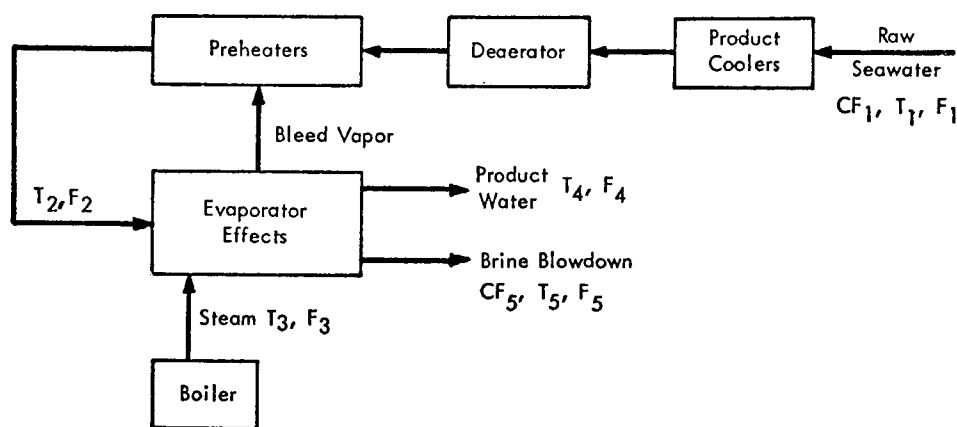 Preheaters
Deaerator
Product
Coolers
Raw
Seawater
CF1, T1, F1
Bleed Vapor
T2, F2
Evaporator
Effects
Product
Water T4, F4
Brine Blowdown
CF5, T5, F5
Steam T3, F3
Boiler